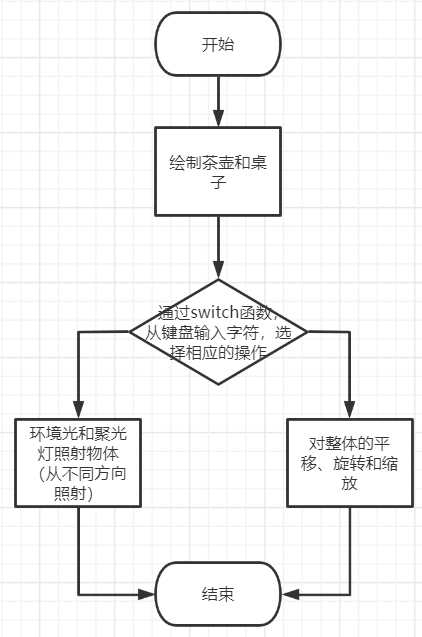 开始
绘制茶壶和桌
子
通过switch函数，
从键盘输入字符，选
择相应的操作
环境光和聚光
灯照射物体
（从不同方向
照射）
对整体的平
移、旋转和缩
放
结束